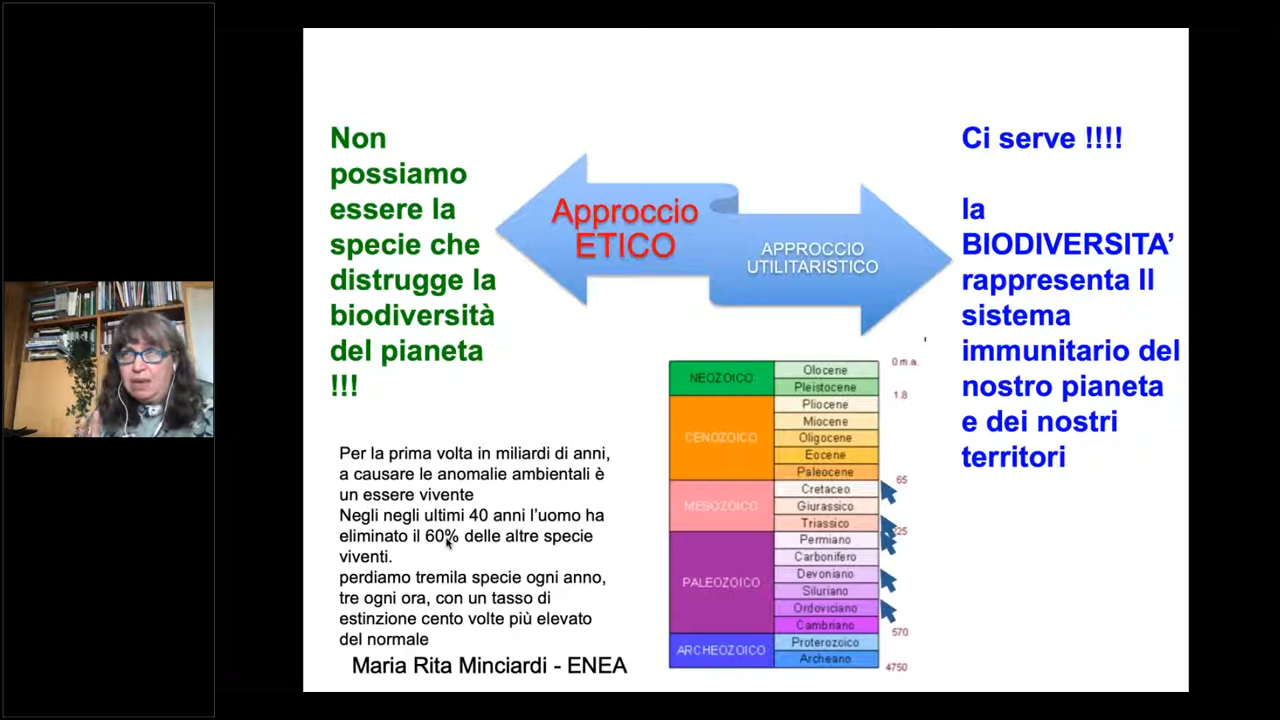 Non
possiamo
essere la
specie che
distrugge la
biodiversità
del pianeta
!!!
Approccio
ETICO
APPROCCIO
UTILITARISTICO
Ci serve !!!!
la
BIODIVERSITA’
rappresenta Il
sistema
immunitario del
nostro pianeta
e dei nostri
territori
Per la prima volta in miliardi di anni,
a causare le anomalie ambientali è
un essere vivente
Negli negli ultimi 40 anni l’uomo ha
eliminato il 60% delle altre specie
viventi.
perdiamo tremila specie ogni anno,
tre ogni ora, con un tasso di
estinzione cento volte più elevato
del normale
Maria Rita Minciardi - ENEA
NEOZOICO
Olocene
0 m.a.
Pleistocene
1.8
CENOZOICO
Pliocene
Miocene
Oligocene
Eocene
Paleocene
65
MESOZOICO
Cretaceo
Giurassico
Triassico
25
PALEOZOICO
Permiano
Carbonifero
Devoniano
Siluriano
Ordoviciano
Cambriano
570
ARCHEOZOICO
Proterozoico
Archeano
4750